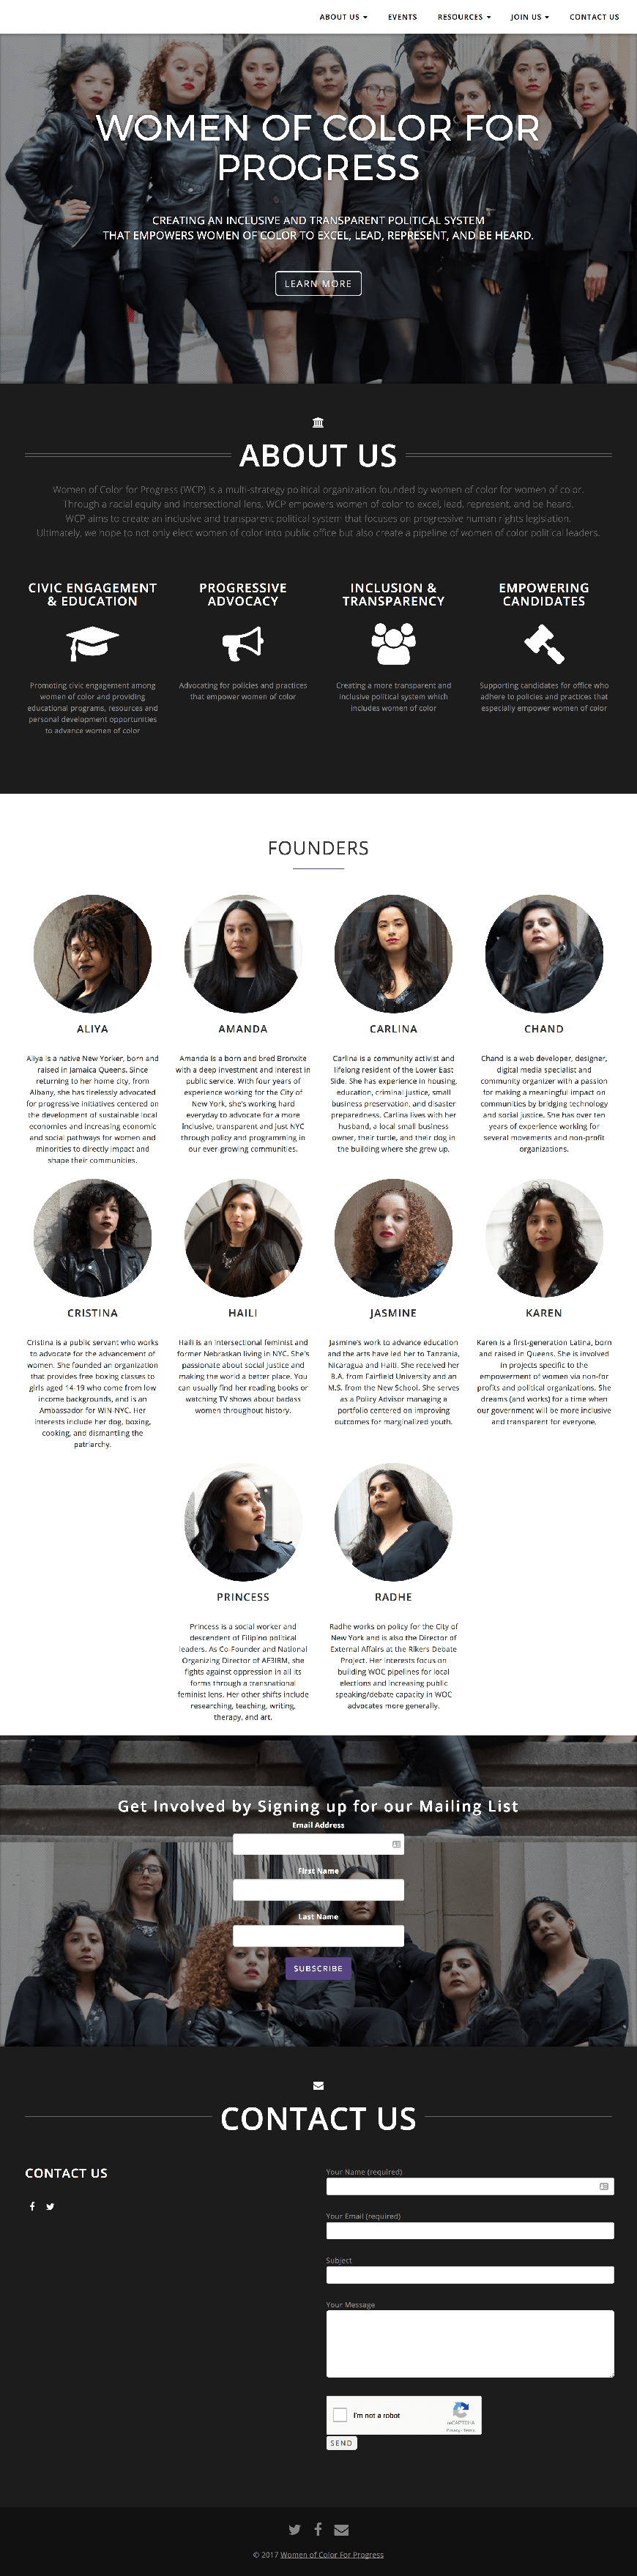 ABOUT US
EVENTS
RESOURCES
JOIN US
CONTACT US
WOMEN OF COLOR FOR
PROGRESS
CREATING AN INCLUSIVE AND TRANSPARENT POLITICAL SYSTEM
THAT EMPOWERS WOMEN OF COLOR TO EXCEL, LEAD, REPRESENT, AND BE HEARD.
LEARN MORE
ABOUT US
Women of Color for Progress (WCP) is a multi-strategy political organization founded by women of color for women of color.
Through a racial equity and intersectional lens, WCP empowers women of color to excel, lead, represent, and be heard.
WCP aims to create an inclusive and transparent political system that focuses on progressive human rights legislation.
Ultimately, we hope to not only elect women of color into public office but also create a pipeline of women of color political leaders.
CIVIC ENGAGEMENT
& EDUCATION
Promoting civic engagement among
women of color and providing
educational programs, resources and
personal development opportunities
to advance women of color
PROGRESSIVE
ADVOCACY
Advocating for policies and practices
that empower women of color
INCLUSION &
TRANSPARENCY
Creating a more transparent and
inclusive political system which
includes women of color
EMPOWERING
CANDIDATES
Supporting candidates for office who
adhere to policies and practices that
especially empower women of color
FOUNDERS
ALIYA
Aliya is a native New Yorker, born and
raised in Jamaica Queens. Since
returning to her home city, from
Albany, she has tirelessly advocated
for progressive initiatives centered on
the development of sustainable local
economies and increasing economic
and social pathways for women and
minorities to directly impact and
shape their communities.
AMANDA
Amanda is a born and bred Bronxite
with a deep investment and interest in
public service. With four years of
experience working for the City of
New York, she's working hard
everyday to advocate for a more
inclusive, transparent and just NYC
through policy and programming in
our ever-growing communities.
CARLINA
Carlina is a community activist and
lifelong resident of the Lower East
Side. She has experience in housing,
education, criminal justice, small
business preservation, and disaster
preparedness. Carlina lives with her
husband, a local small business
owner, their turtle, and their dog in
the building where she grew up.
CHAND
Chand is a web developer, designer,
digital media specialist and
community organizer with a passion
for making a meaningful impact on
communities by bridging technology
and social justice. She has over ten
years of experience working for
several movements and non-profit
organizations.
CRISTINA
Cristina is a public servant who works
to advocate for the advancement of
women. She founded an organization
that provides free boxing classes to
girls aged 14-19 who come from low
income backgrounds, and is an
Ambassador for WIN-NYC. Her
interests include her dog, boxing,
cooking, and dismantling the
patriarchy.
HAILI
Haili is an intersectional feminist and
former Nebraskan living in NYC. She's
passionate about social justice and
making the world a better place. You
can usually find her reading books or
watching TV shows about badass
women throughout history.
JASMINE
Jasmine's work to advance education
and the arts have led her to Tanzania,
Nicaragua and Haiti. She received her
B.A. from Fairfield University and an
M.S. from the New School. She serves
as a Policy Advisor managing a
portfolio centered on improving
outcomes for marginalized youth.
KAREN
Karen is a first-generation Latina, born
and raised in Queens. She is involved
in projects specific to the
empowerment of women via non-for
profits and political organizations. She
dreams (and works) for a time when
our government will be more inclusive
and transparent for everyone.
PRINCESS
Princess is a social worker and
descendent of Filipino political
leaders. As Co-Founder and National
Organizing Director of AF3IRM, she
fights against oppression in all its
forms through a transnational
feminist lens. Her other shifts include
researching, teaching, writing,
therapy, and art.
RADHE
Radhe works on policy for the City of
New York and is also the Director of
External Affairs at the Rikers Debate
Project. Her interests focus on
building WOC pipelines for local
elections and increasing public
speaking/debate capacity in WOC
advocates more generally.
Get Involved by Signing up for our Mailing List
Email Address
First Name
Last Name
SUBSCRIBE
CONTACT US
CONTACT US
Your Name (required)
Your Email (required)
Subject
Your Message
I'm not a robot
reCAPTCHA
Privacy - Terms
SEND
© 2017 Women of Color For Progress